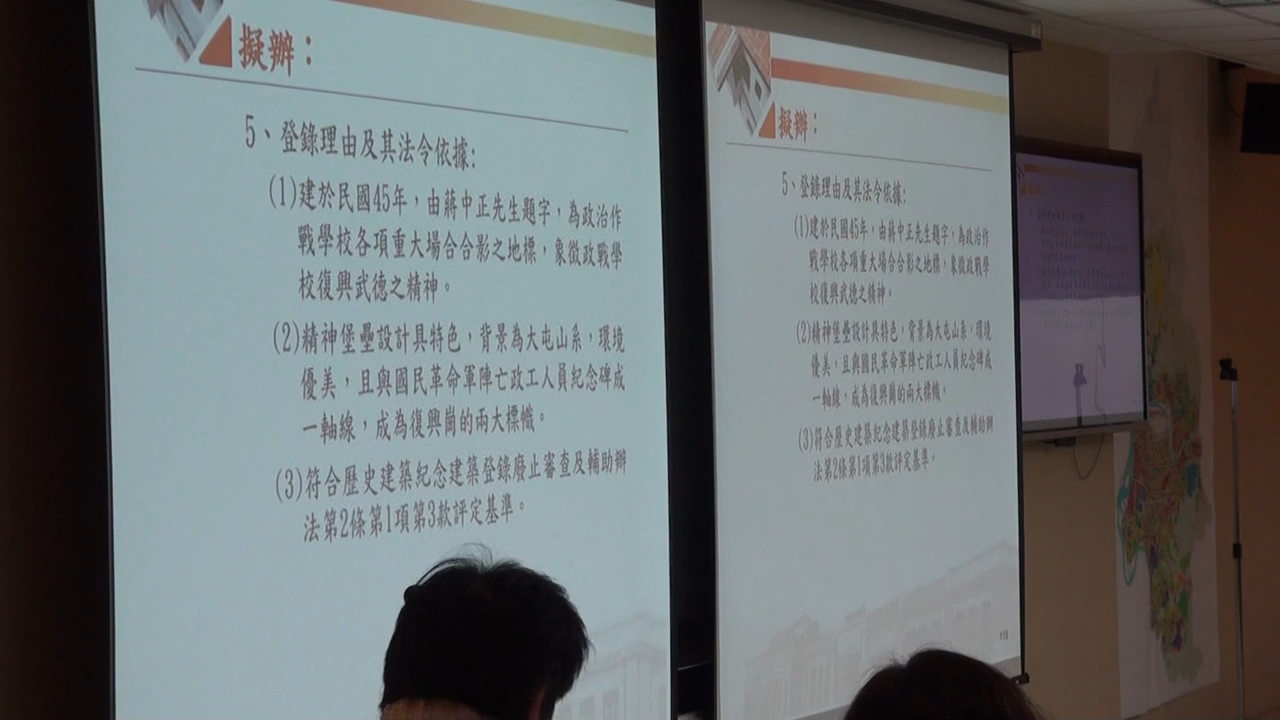 擬辦：
5、登錄理由及其法令依據：
(1)建於民國45年，由蔣中正先生題字，為政治作
戰學校各項重大場合合影之地標，象徵政戰學
校復興武德之精神。
(2)精神堡壘設計具特色，背景為大屯山系，環境
優美，且與國民革命軍陣亡政工人員紀念碑成
一軸線，成為復興崗的兩大標幟。
(3)符合歷史建築紀念建築登錄廢止審查及輔助辦
法第2條第1項第3款評定基準。
擬辦：
5、登錄理由及其法令依據：
(1)建於民國45年，由蔣中正先生題字，為政治作
戰學校各項重大場合合影之地標，象徵政戰學
校復興武德之精神。
(2)精神堡壘設計具特色，背景為大屯山系，環境
優美，且與國民革命軍陣亡政工人員紀念碑成
一軸線，成為復興崗的兩大標幟。
(3)符合歷史建築紀念建築登錄廢止審查及輔助辦
法第2條第1項第3款評定基準。